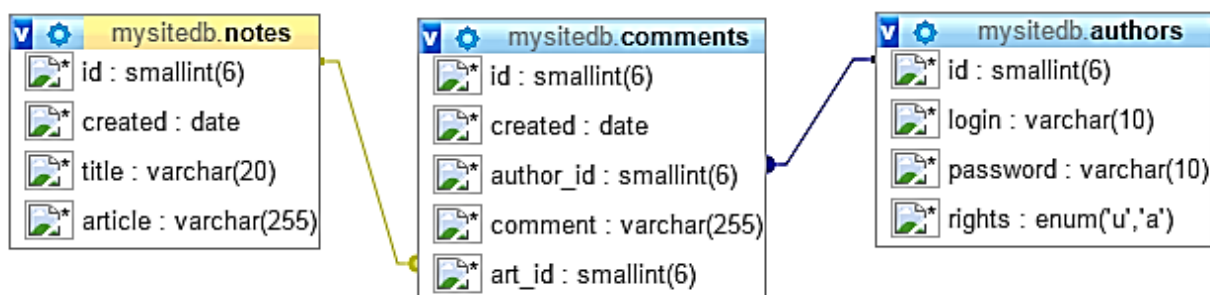 v mysitedb.notes
* id : smallint(6)
* created : date
* title : varchar(20)
* article : varchar(255)
v mysitedb.comments
* id : smallint(6)
* created : date
* author_id : smallint(6)
* comment : varchar(255)
* art_id : smallint(6)
v mysitedb.authors
* id : smallint(6)
* login : varchar(10)
* password : varchar(10)
* rights : enum('u','a')